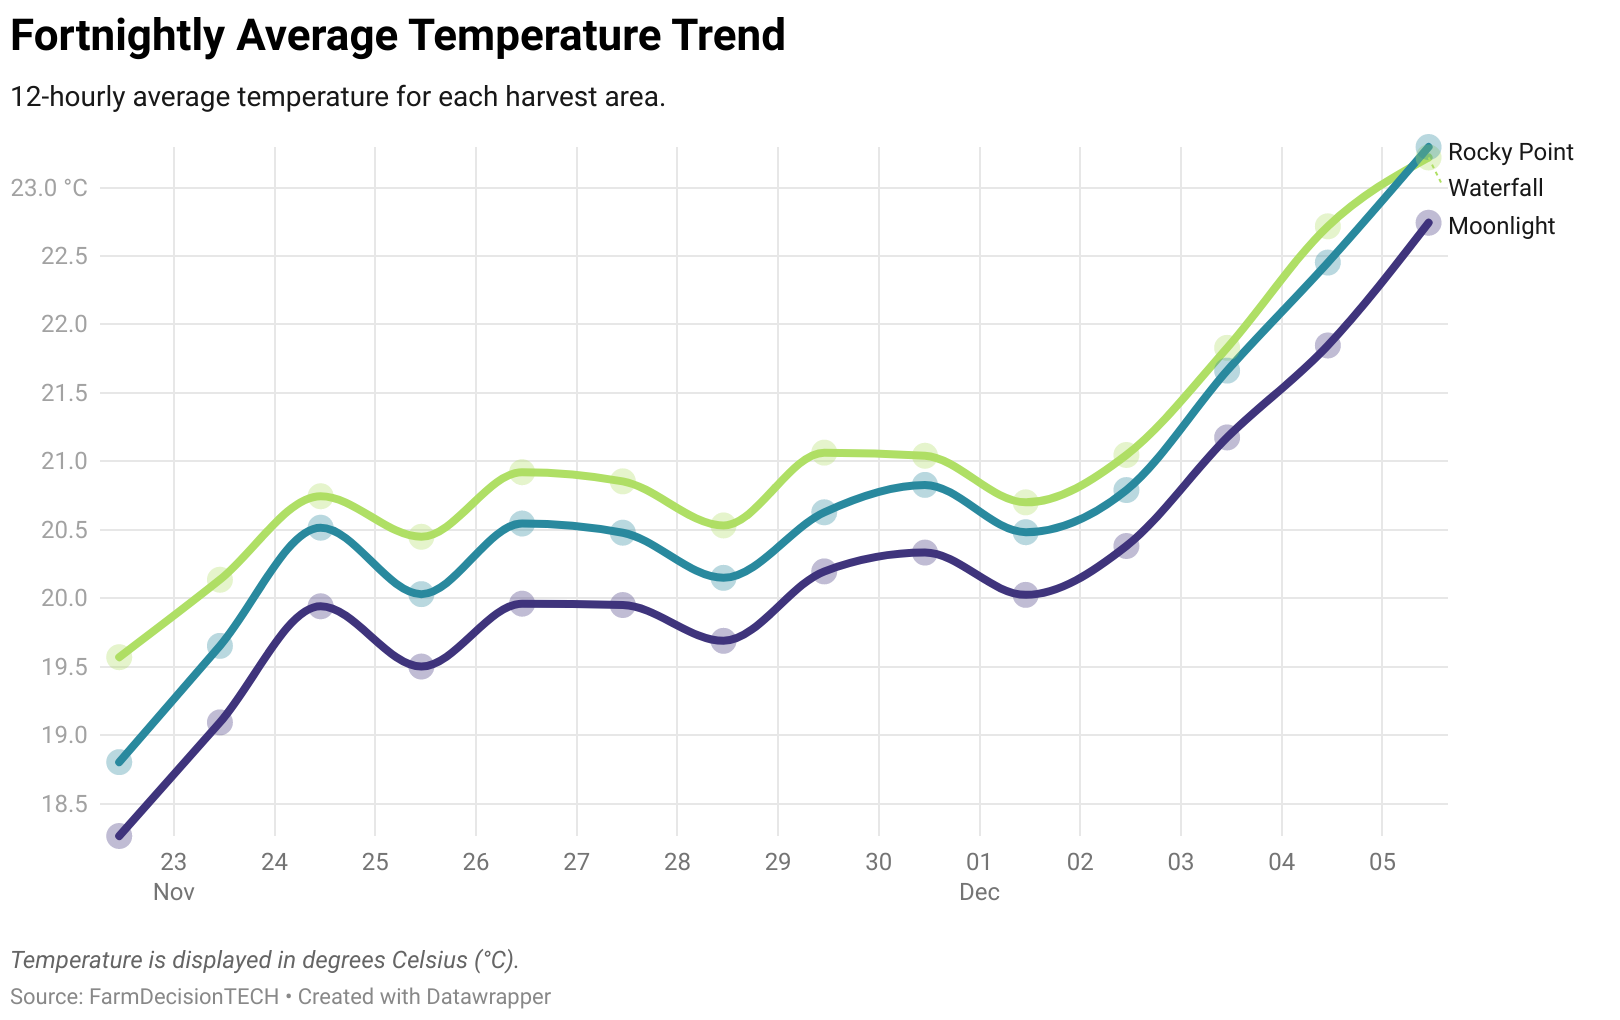 Fortnightly Average Temperature Trend
12-hourly average temperature for each harvest area.
Rocky Point
23.0 °C
Waterfall
Moonlight
22.5
22.0
21.5
21.0
20.5
20.0
19.5
19.0
18.5
23 24 25 26 27 28 29 30 01 02 03 04 05
Nov Dec
Temperature is displayed in degrees Celsius (°C).
Source: FarmDecisionTECH • Created with Datawrapper